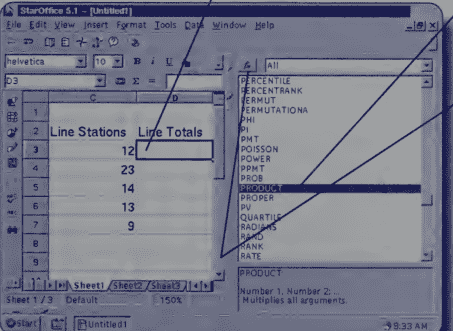 StarOffice 5.1 - [Untitled1]
File Edit View Insert Format Tools Data Window Help
helvetica 10 B i U
D3 Σ =
All
C D
1
2 Line Stations Line Totals
3 12
4 23
5 14
6 13
7 9
8
9
PERCENTILE
PERCENTRANK
PERMUT
PERMUTATIONA
PHI
PI
PMT
POISSON
POWER
PPMT
PROB
PRODUCT
PROPER
PV
QUARTILE
RADIANS
RAND
RANK
RATE
PRODUCT
Number 1, Number 2; ...
Multiplies all arguments.
Sheet1 Sheet2 Sheet3
Sheet 1 / 3 Default 150%
Start Untitled1 9:33 AM